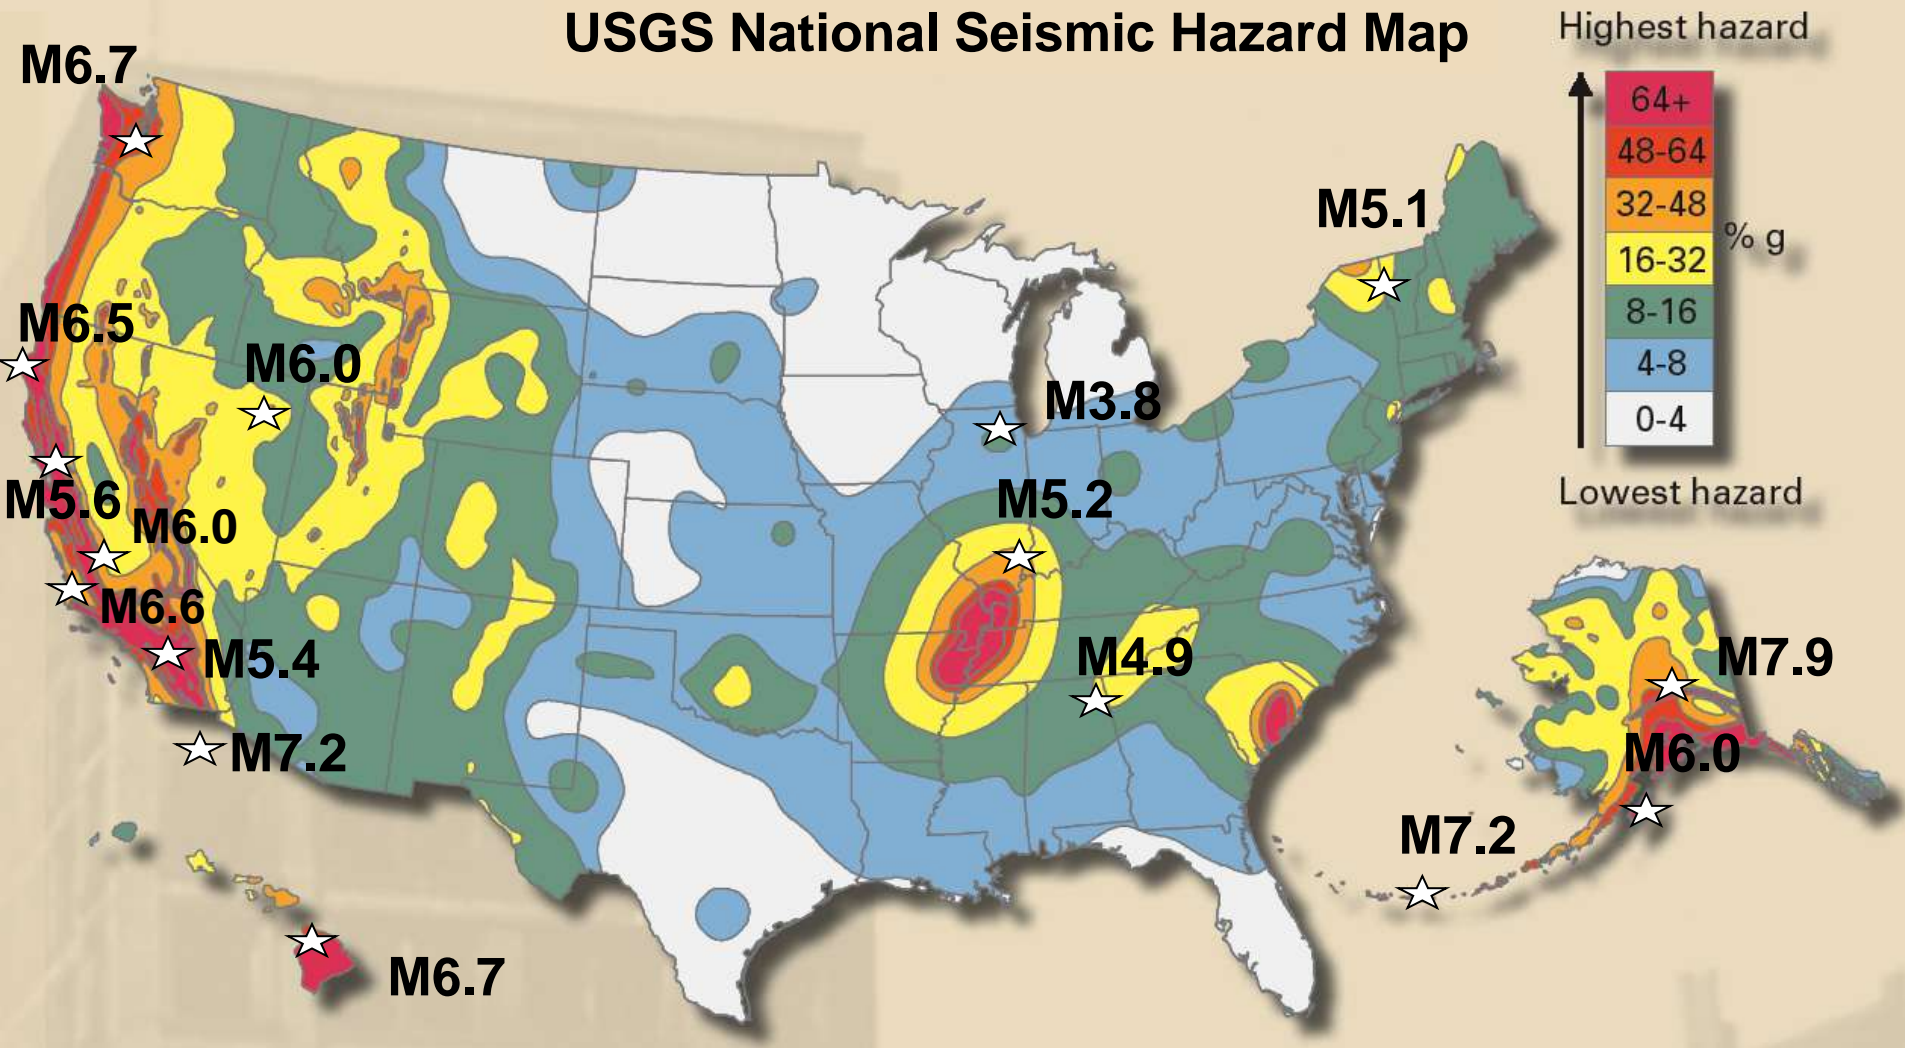 USGS National Seismic Hazard Map
Highest hazard
64+
48-64
32-48
16-32
8-16
4-8
0-4
% g
Lowest hazard
M6.7
M5.1
M6.5
M6.0
M3.8
M5.6
M6.0
M5.2
M6.6
M5.4
M4.9
M7.9
M7.2
M6.0
M7.2
M6.7